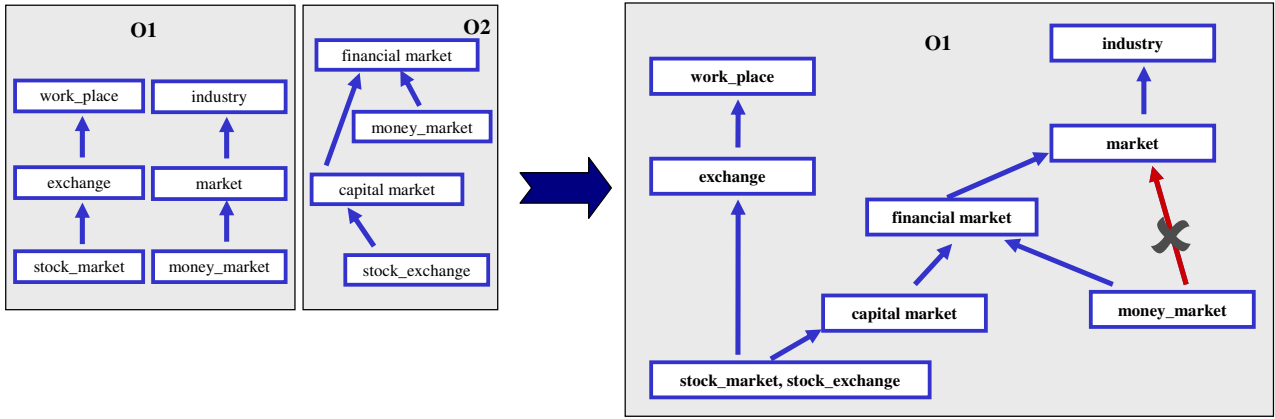 O1
work_place
industry
exchange
market
stock_market
money_market
O2
financial market
money_market
capital market
stock_exchange
O1
industry
work_place
market
exchange
financial market
capital market
money_market
stock_market, stock_exchange